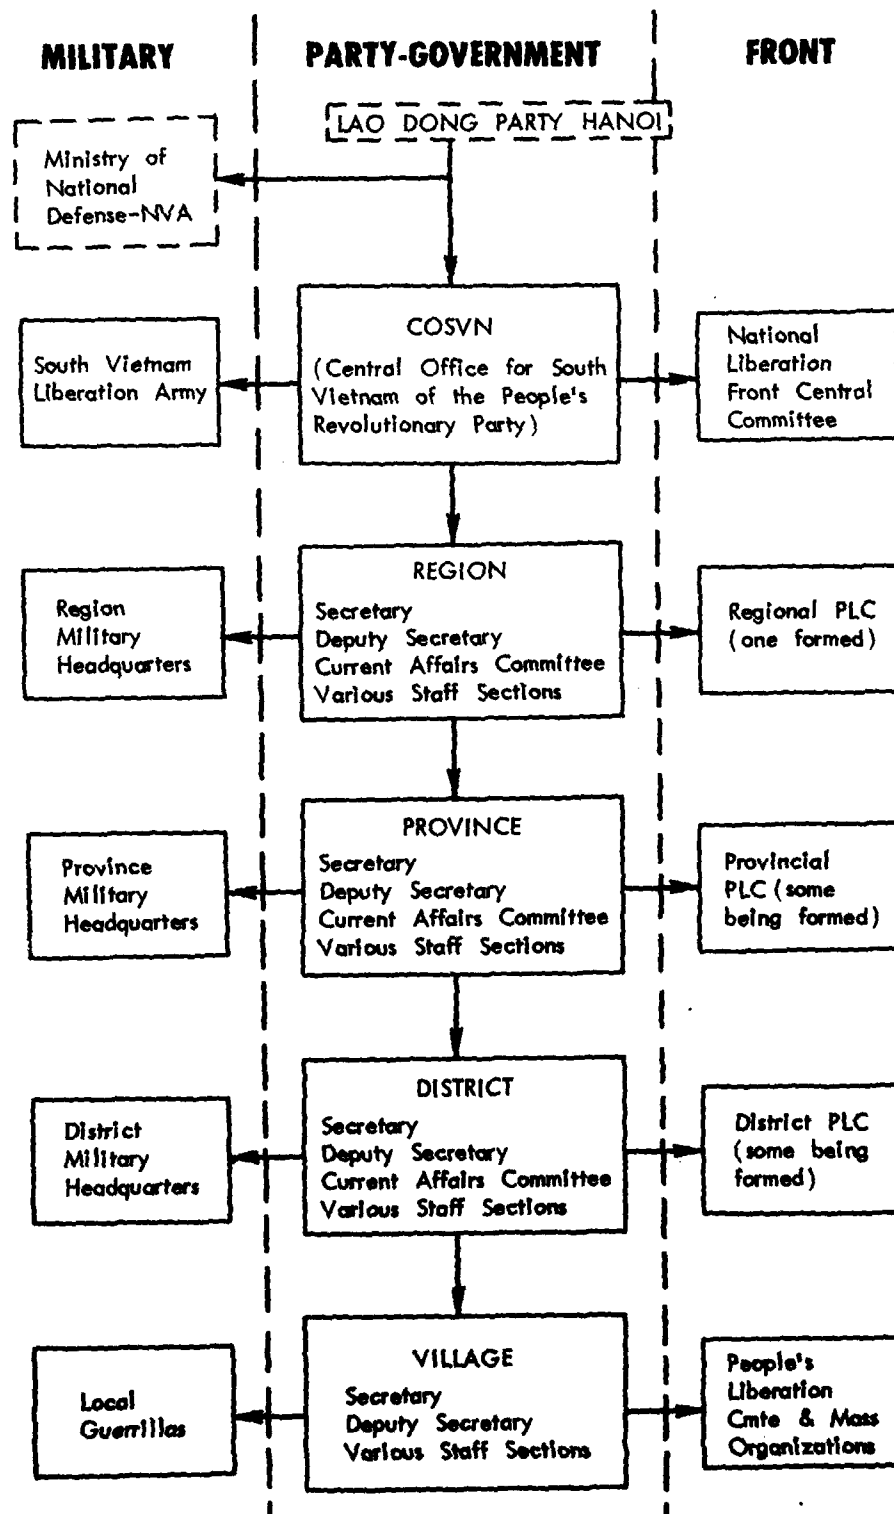 MILITARY
PARTY-GOVERNMENT
FRONT
LAO DONG PARTY HANOI
Ministry of
National
Defense-NVA
COSVN
(Central Office for South
Vietnam of the People's
Revolutionary Party)
South Vietnam
Liberation Army
National
Liberation
Front Central
Committee
REGION
Secretary
Deputy Secretary
Current Affairs Committee
Various Staff Sections
Region
Military
Headquarters
Regional PLC
(one formed)
PROVINCE
Secretary
Deputy Secretary
Current Affairs Committee
Various Staff Sections
Province
Military
Headquarters
Provincial
PLC (some
being formed)
DISTRICT
Secretary
Deputy Secretary
Current Affairs Committee
Various Staff Sections
District
Military
Headquarters
District PLC
(some being
formed)
VILLAGE
Secretary
Deputy Secretary
Various Staff Sections
Local
Guerrillas
People's
Liberation
Cmte & Mass
Organizations